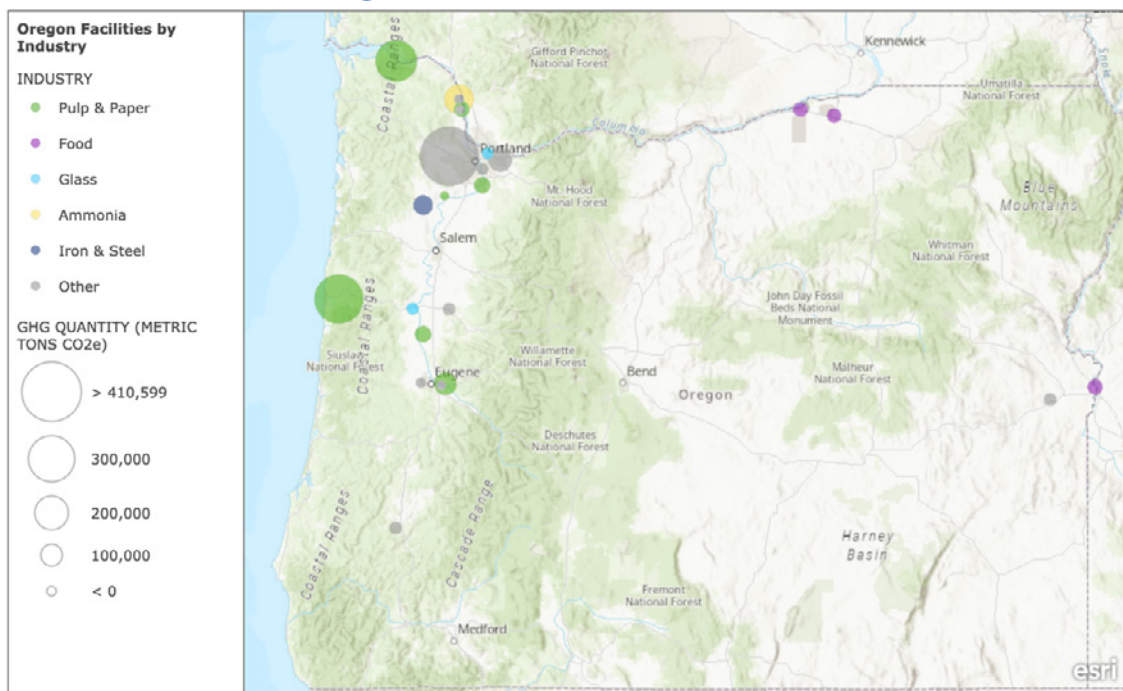 Oregon Facilities by
Industry
INDUSTRY
Pulp & Paper
Food
Glass
Ammonia
Iron & Steel
Other
GHG QUANTITY (METRIC
TONS CO2e)
> 410,599
300,000
200,000
100,000
< 0
Coastal Ranges
Gifford Pinchot
National Forest
Kennewick
Snow
Umatilla
National Forest
Columbia
Portland
Mt. Hood
National Forest
Blue
Mountains
Salem
Whitman
National Forest
Coastal Ranges
John Day Fossil
Beds National
Monument
Siuslaw
National Forest
Willamette
National Forest
Malheur
National Forest
Eugene
Bend
Oregon
Deschutes
National Forest
Coastal Ranges
Cascade Range
Harney
Basin
Fremont
National Forest
Medford
esri